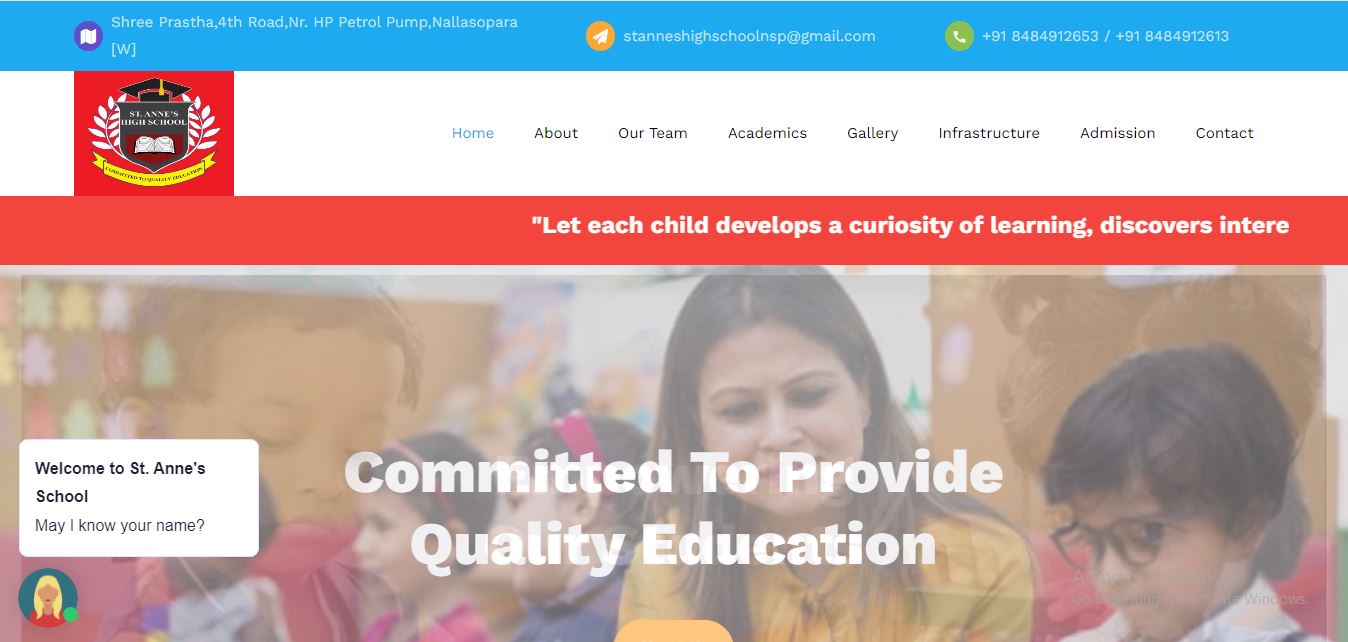 Shree Prastha,4th Road,Nr. HP Petrol Pump,Nallasopara
[W]
stanneshighschoolnsp@gmail.com
+91 8484912653 / +91 8484912613
ST. ANNE'S
HIGH SCHOOL
COMMITTED TO QUALITY EDUCATION
Home
About
Our Team
Academics
Gallery
Infrastructure
Admission
Contact
"Let each child develops a curiosity of learning, discovers intere
Committed To Provide
Quality Education
Welcome to St. Anne's
School
May I know your name?
Activate Windows
Go to Settings to activate Windows.